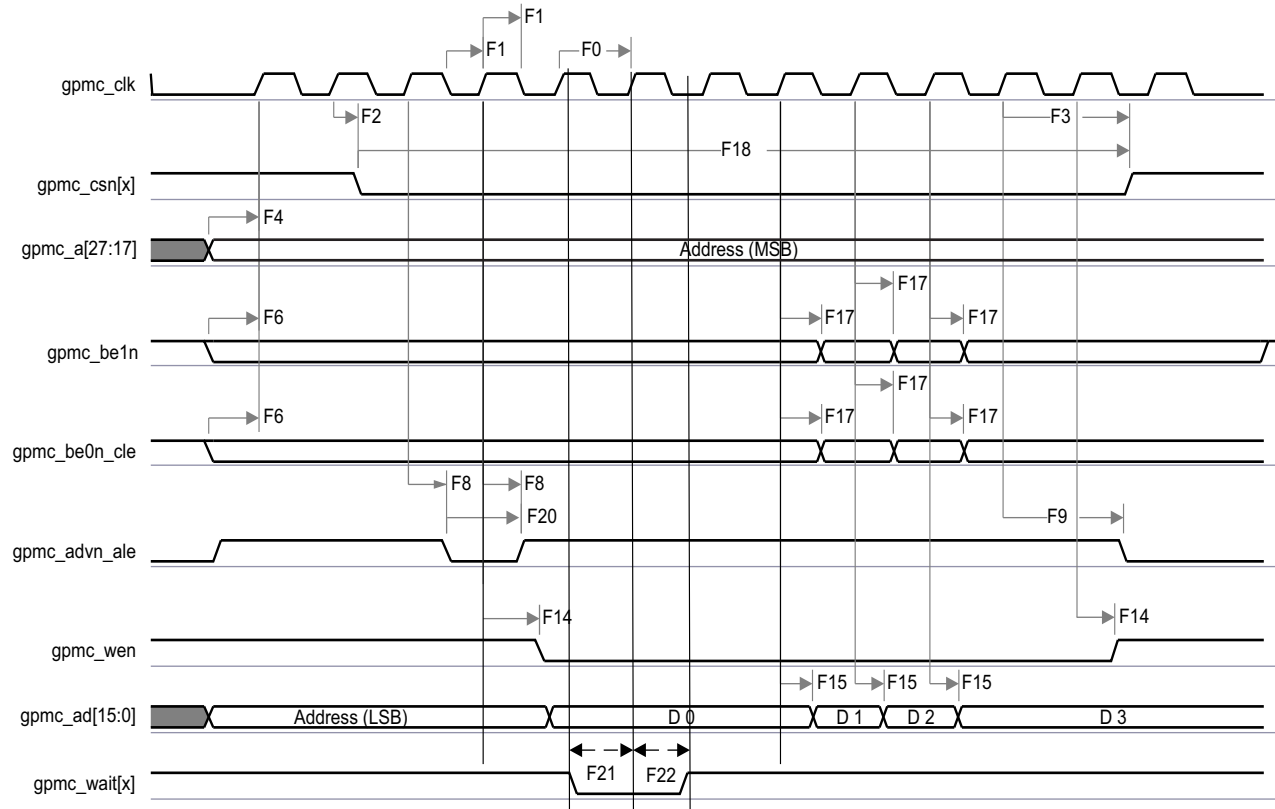 F1
F1 F0
gpmc_clk
F2 F3
F18
gpmc_csn[x]
F4
gpmc_a[27:17] Address (MSB)
F17
F6 F17 F17
gpmc_be1n
F17
F6 F17 F17
gpmc_be0n_cle
F8 F8
F20 F9
gpmc_advn_ale
F14 F14
gpmc_wen
F15 F15 F15
gpmc_ad[15:0] Address (LSB) D 0 D 1 D 2 D 3
F21 F22
gpmc_wait[x]